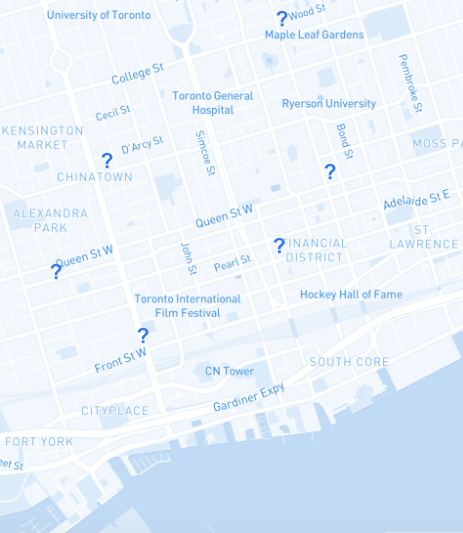 University of Toronto
?
Wood St
Maple Leaf Gardens
College St
Pembroke St
Toronto General
Hospital
Ryerson University
Cecil St
KENSINGTON
MARKET
D'Arcy St
Simcoe St
Bond St
MOSS PA
?
CHINATOWN
?
Adelaide St E
ALEXANDRA
PARK
Queen St W
ST.
LAWRENCE
?
FINANCIAL
DISTRICT
Queen St W
?
John St
Pearl St
Toronto International
Film Festival
Hockey Hall of Fame
?
Front St W
CN Tower
SOUTH CORE
Gardiner Expy
CITYPLACE
FORT YORK
eet St